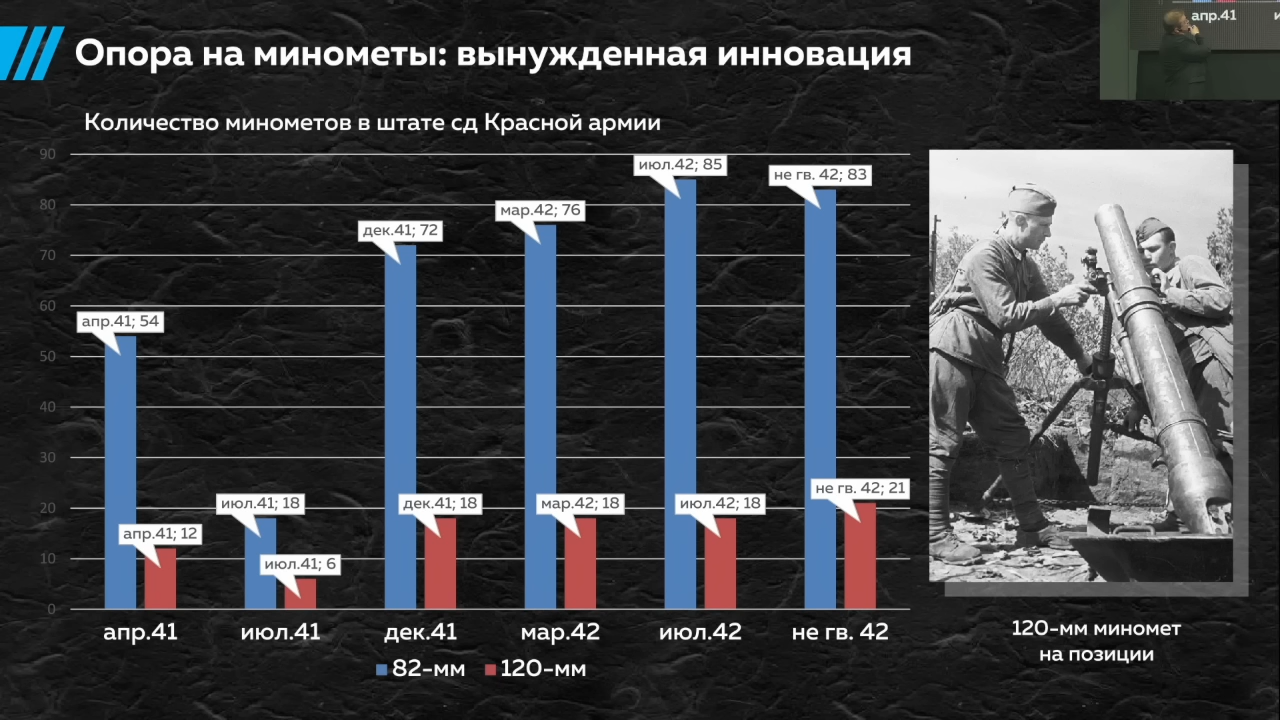 Опора на минометы: вынужденная инновация
апр.41
Количество минометов в штате сд Красной армии
90
80
70
60
50
40
30
20
10
0
апр.41; 54
апр.41; 12
июл.41; 18
июл.41; 6
дек.41; 72
дек.41; 18
мар.42; 76
мар.42; 18
июл.42; 85
июл.42; 18
не гв. 42; 83
не гв. 42; 21
апр.41 июл.41 дек.41 мар.42 июл.42 не гв. 42
82-мм 120-мм
120-мм миномет
на позиции